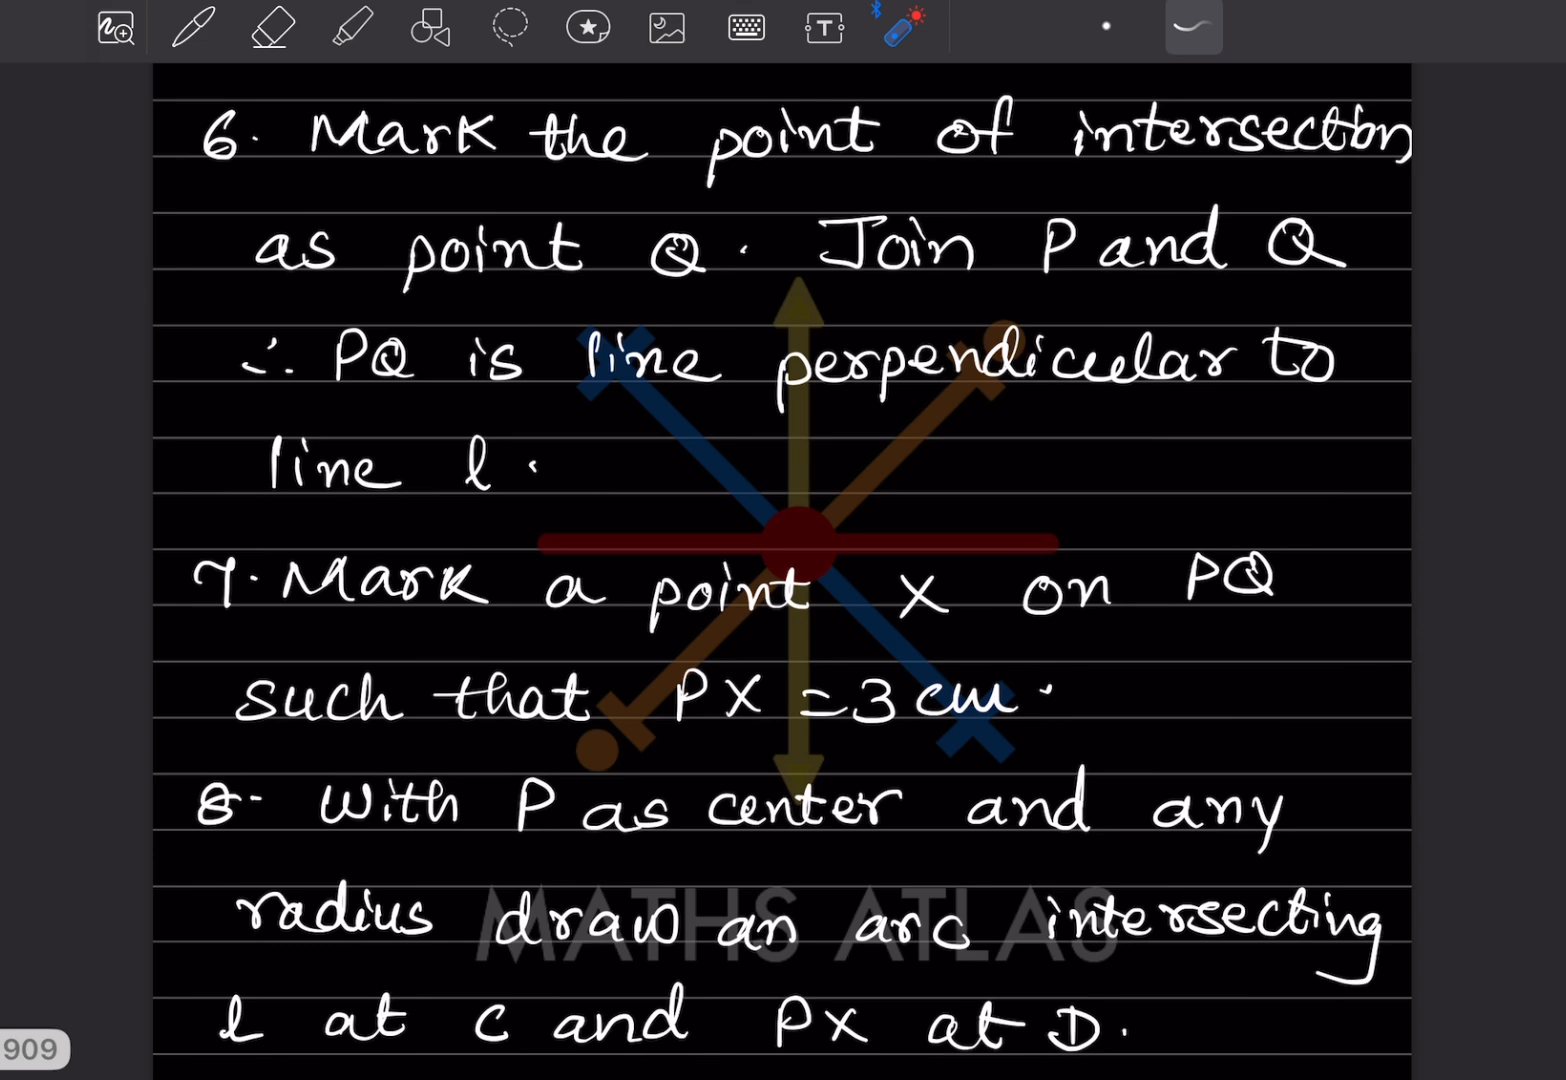 6. Mark the point of intersection
as point Q. Join P and Q
∴ PQ is line perpendicular to
line l.
7. Mark a point X on PQ
such that PX = 3 cm.
8. With P as center and any
radius draw an arc intersecting
MATHS ATLAS
l at C and PX at D.
909